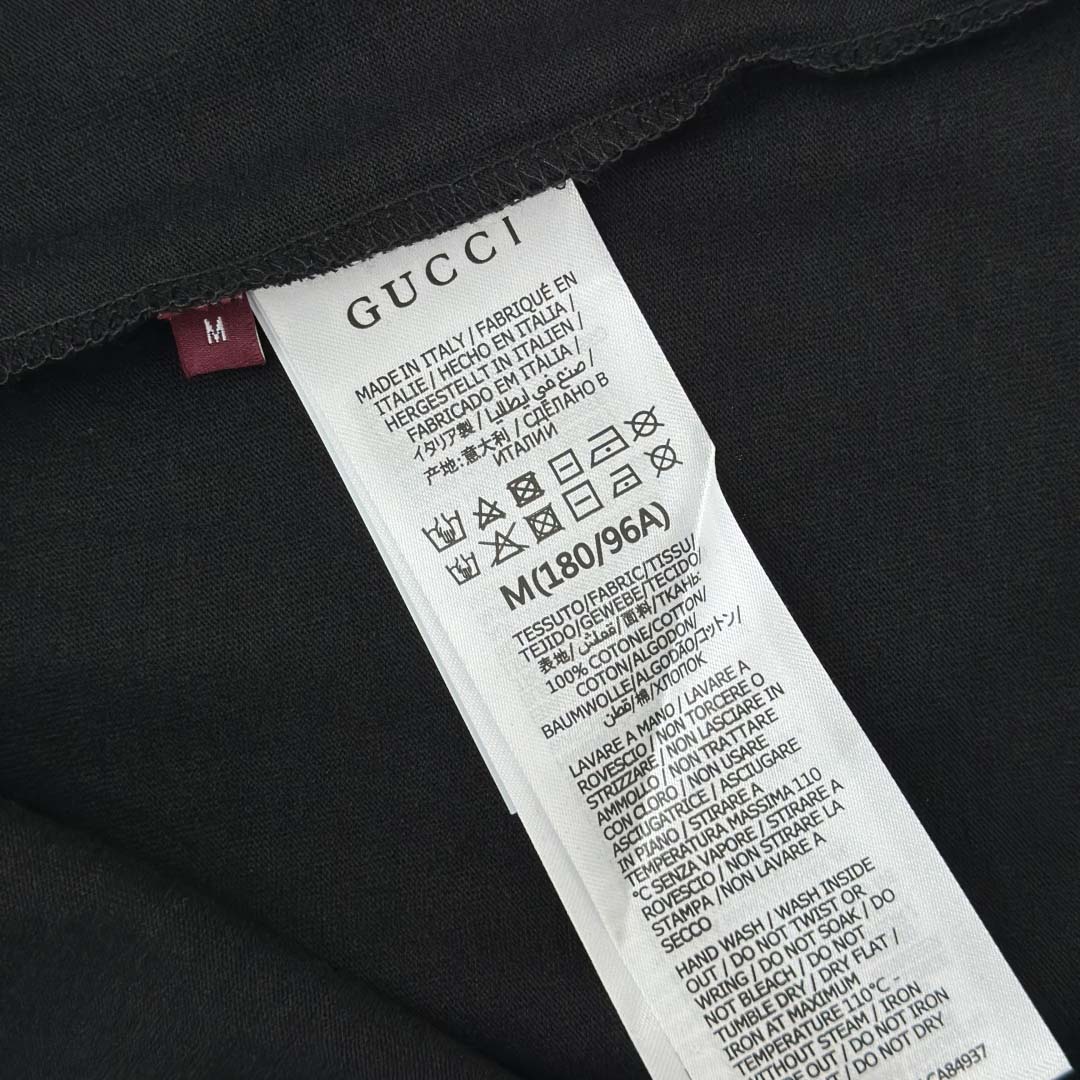 M
GUCCI
MADE IN ITALY / FABRIQUÉ EN
ITALIE / HECHO EN ITALIA /
HERGESTELLT IN ITALIEN /
FABRICADO EM ITÀLIA /
イタリア製 / صنع في إيطاليا /
产地:意大利 / СДЕЛАНО В
ИТАЛИИ
M(180/96A)
TESSUTO/FABRIC/TISSU/
TEJIDO/GEWEBE/TECIDO/
表地/قماش/面料/ТКАНЬ:
100% COTONE/COTTON/
COTON/ALGODON/
BAUMWOLLE/ALGODÃO/コットン/
قطن/棉/ХЛОПОК
LAVARE A MANO / LAVARE A
ROVESCIO / NON TORCERE O
STRIZZARE / NON LASCIARE IN
AMMOLLO / NON TRATTARE
CON CLORO / NON USARE
ASCIUGATRICE / ASCIUGARE
IN PIANO / STIRARE A
TEMPERATURA MASSIMA 110
°C SENZA VAPORE / STIRARE A
ROVESCIO / NON STIRARE LA
STAMPA / NON LAVARE A
SECCO
HAND WASH / WASH INSIDE
OUT / DO NOT TWIST OR
WRING / DO NOT SOAK / DO
NOT BLEACH / DO NOT
TUMBLE DRY / DRY FLAT /
IRON AT MAXIMUM
TEMPERATURE 110°C -
WITHOUT STEAM / IRON
OUT / DO NOT IRON
DO NOT DRY
CA84937